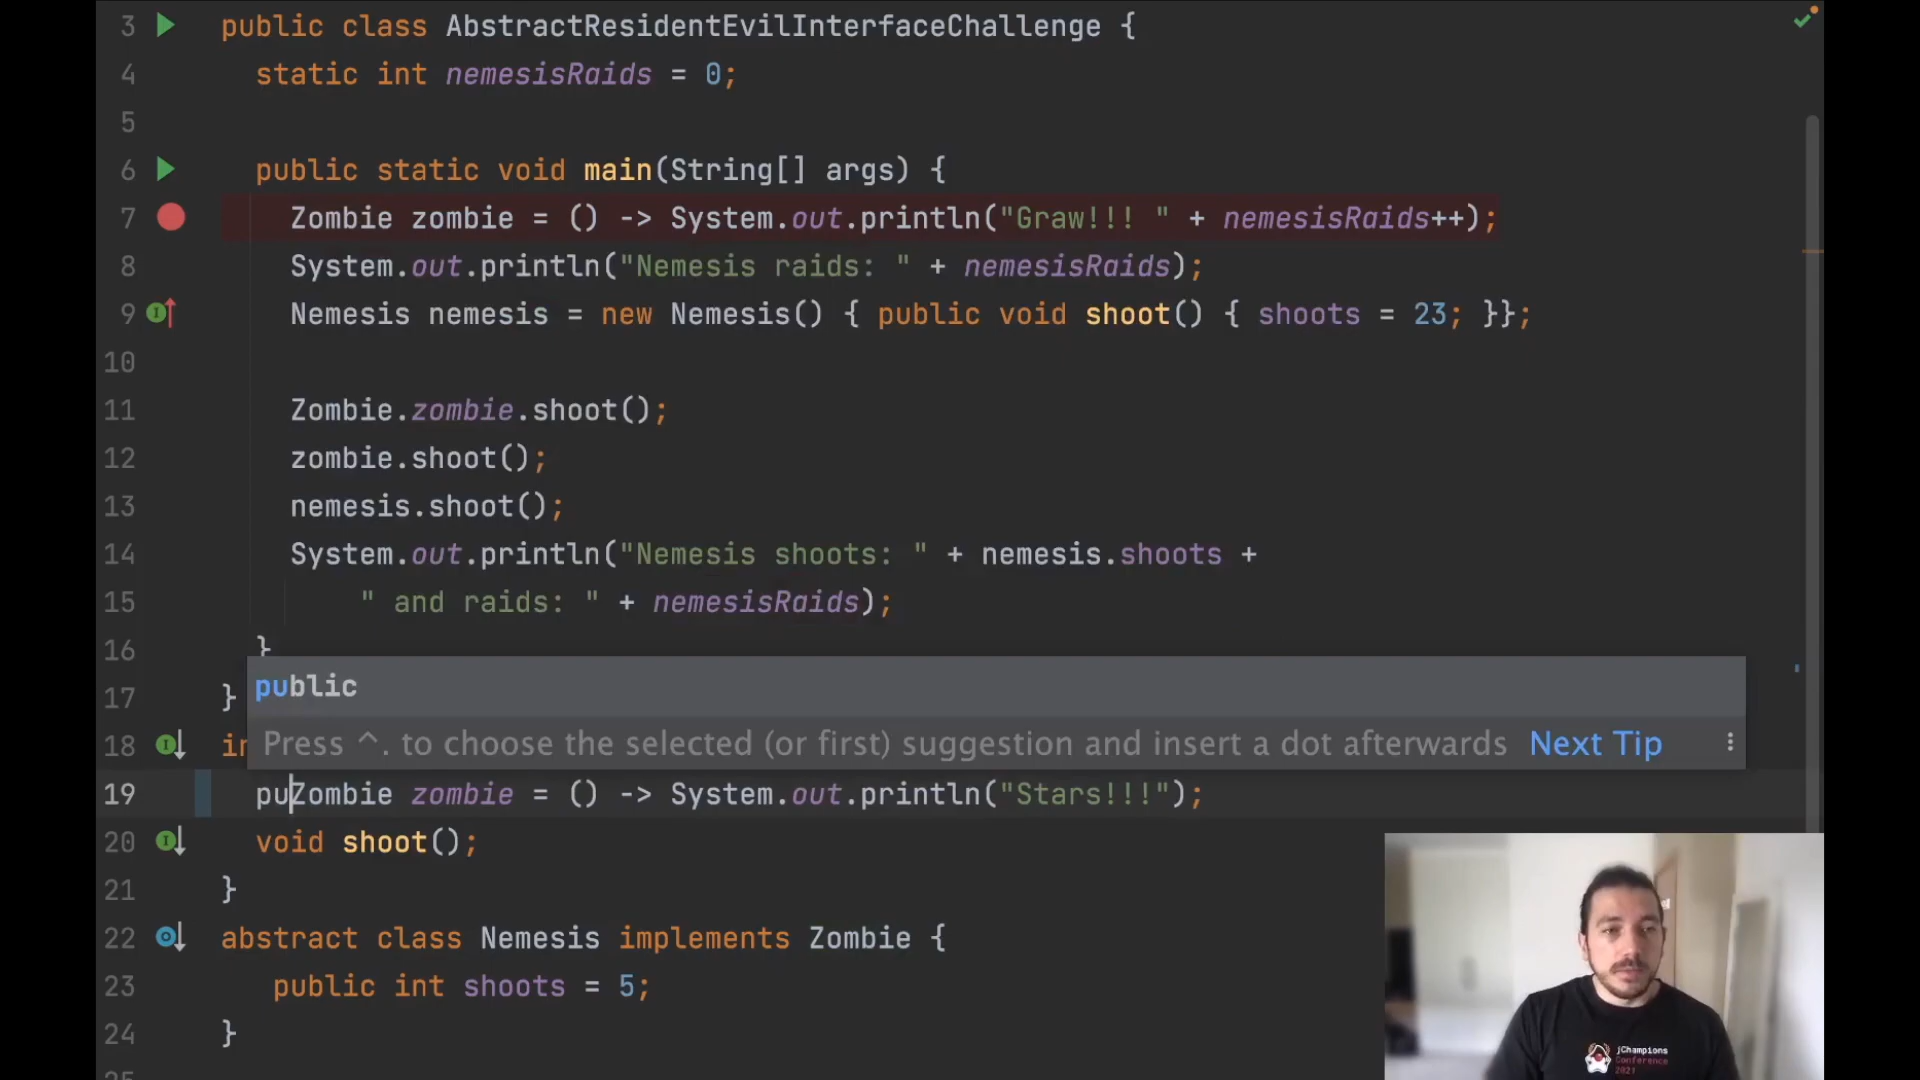 3 public class AbstractResidentEvilInterfaceChallenge {
4 static int nemesisRaids = 0;
5
6 public static void main(String[] args) {
7 Zombie zombie = () -> System.out.println("Graw!!! " + nemesisRaids++);
8 System.out.println("Nemesis raids: " + nemesisRaids);
9 Nemesis nemesis = new Nemesis() { public void shoot() { shoots = 23; }};
10
11 Zombie.zombie.shoot();
12 zombie.shoot();
13 nemesis.shoot();
14 System.out.println("Nemesis shoots: " + nemesis.shoots +
15 " and raids: " + nemesisRaids);
16 }
public
17 }
18 in
Press ^. to choose the selected (or first) suggestion and insert a dot afterwards Next Tip
19 puZombie zombie = () -> System.out.println("Stars!!!");
20 void shoot();
21 }
22 abstract class Nemesis implements Zombie {
23 public int shoots = 5;
24 }
25
jChampions
Conference
2021